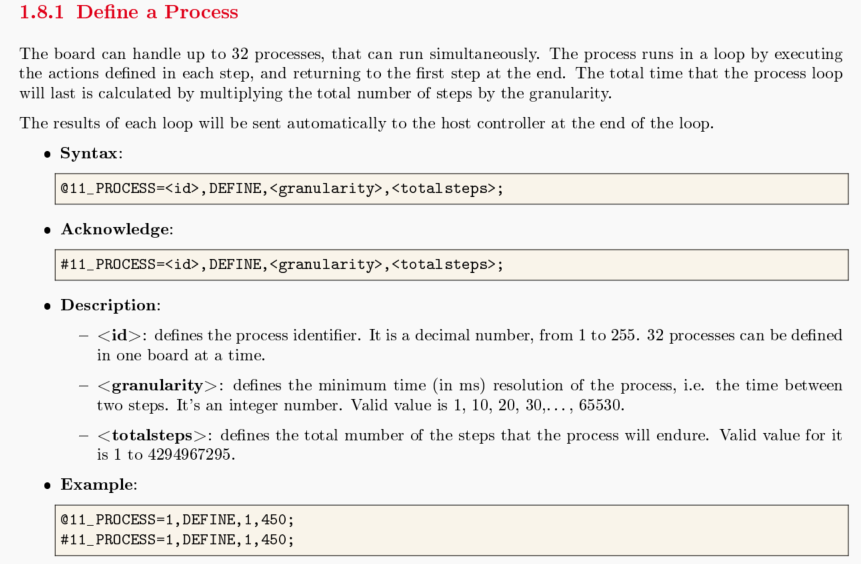 1.8.1 Define a Process
The board can handle up to 32 processes, that can run simultaneously. The process runs in a loop by executing
the actions defined in each step, and returning to the first step at the end. The total time that the process loop
will last is calculated by multiplying the total number of steps by the granularity.
The results of each loop will be sent automatically to the host controller at the end of the loop.
• Syntax:
@11_PROCESS=<id>,DEFINE,<granularity>,<totalsteps>;
• Acknowledge:
#11_PROCESS=<id>,DEFINE,<granularity>,<totalsteps>;
• Description:
– <id>: defines the process identifier. It is a decimal number, from 1 to 255. 32 processes can be defined
in one board at a time.
– <granularity>: defines the minimum time (in ms) resolution of the process, i.e. the time between
two steps. It's an integer number. Valid value is 1, 10, 20, 30,..., 65530.
– <totalsteps>: defines the total mumber of the steps that the process will endure. Valid value for it
is 1 to 4294967295.
• Example:
@11_PROCESS=1,DEFINE,1,450;
#11_PROCESS=1,DEFINE,1,450;